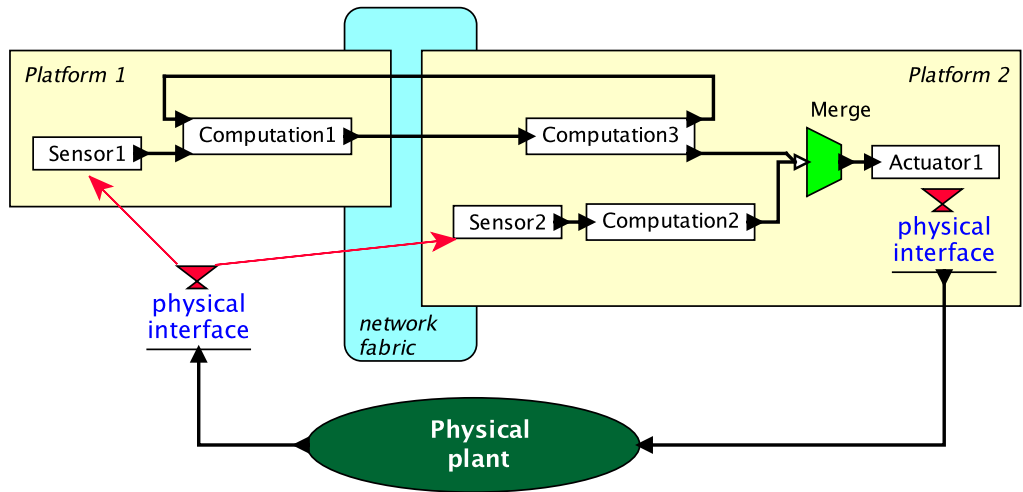 Platform 1
Platform 2
Merge
Computation1
Computation3
Sensor1
Actuator1
Sensor2
Computation2
physical
interface
physical
interface
network
fabric
Physical
plant